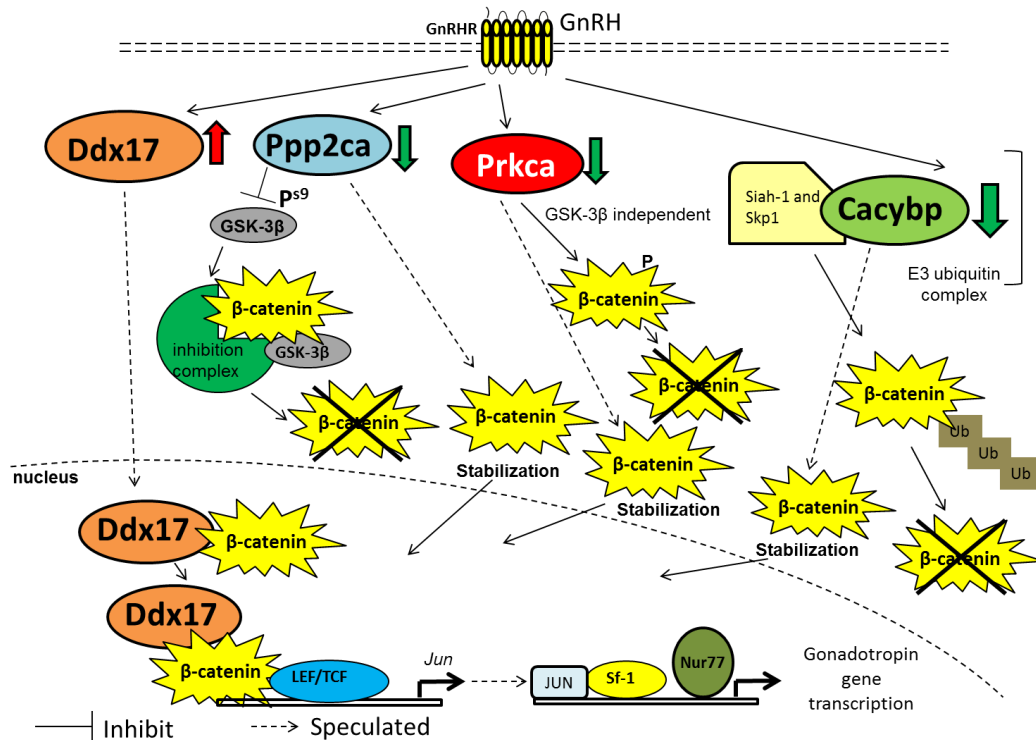 GnRHR
GnRH
Ddx17
Ppp2ca
Prkca
Siah-1 and
Skp1
Cacybp
E3 ubiquitin
complex
Ps9
GSK-3β
GSK-3β independent
P
β-catenin
β-catenin
inhibition
complex
GSK-3β
β-catenin
β-catenin
Stabilization
β-catenin
β-catenin
Stabilization
β-catenin
Ub
Ub
Ub
β-catenin
Stabilization
β-catenin
nucleus
Ddx17
β-catenin
Ddx17
β-catenin
LEF/TCF
Jun
JUN
Sf-1
Nur77
Gonadotropin
gene
transcription
Inhibit
Speculated